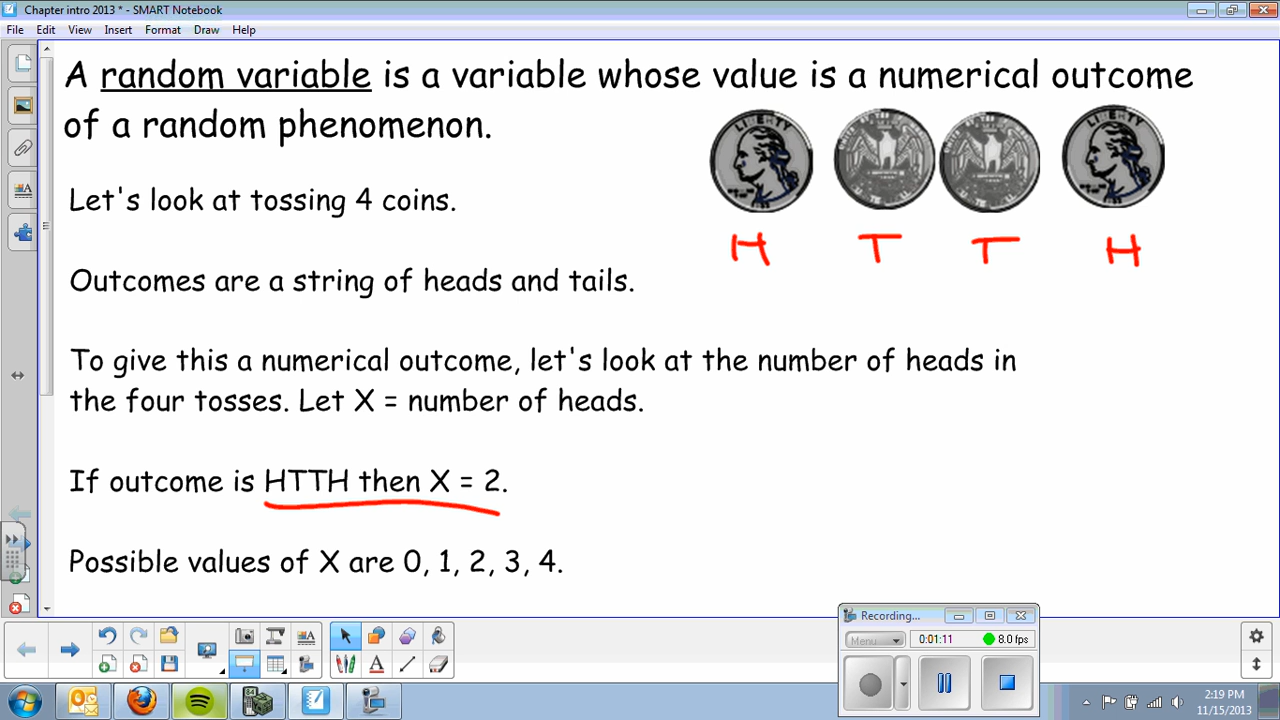 Chapter intro 2013 * - SMART Notebook
File Edit View Insert Format Draw Help
A random variable is a variable whose value is a numerical outcome
of a random phenomenon.
LIBERTY
LIBERTY
H T T H
Let's look at tossing 4 coins.
Outcomes are a string of heads and tails.
To give this a numerical outcome, let's look at the number of heads in
the four tosses. Let X = number of heads.
If outcome is HTTH then X = 2.
Possible values of X are 0, 1, 2, 3, 4.
Recording...
Menu 0:01:11 8.0 fps
2:19 PM
11/15/2013